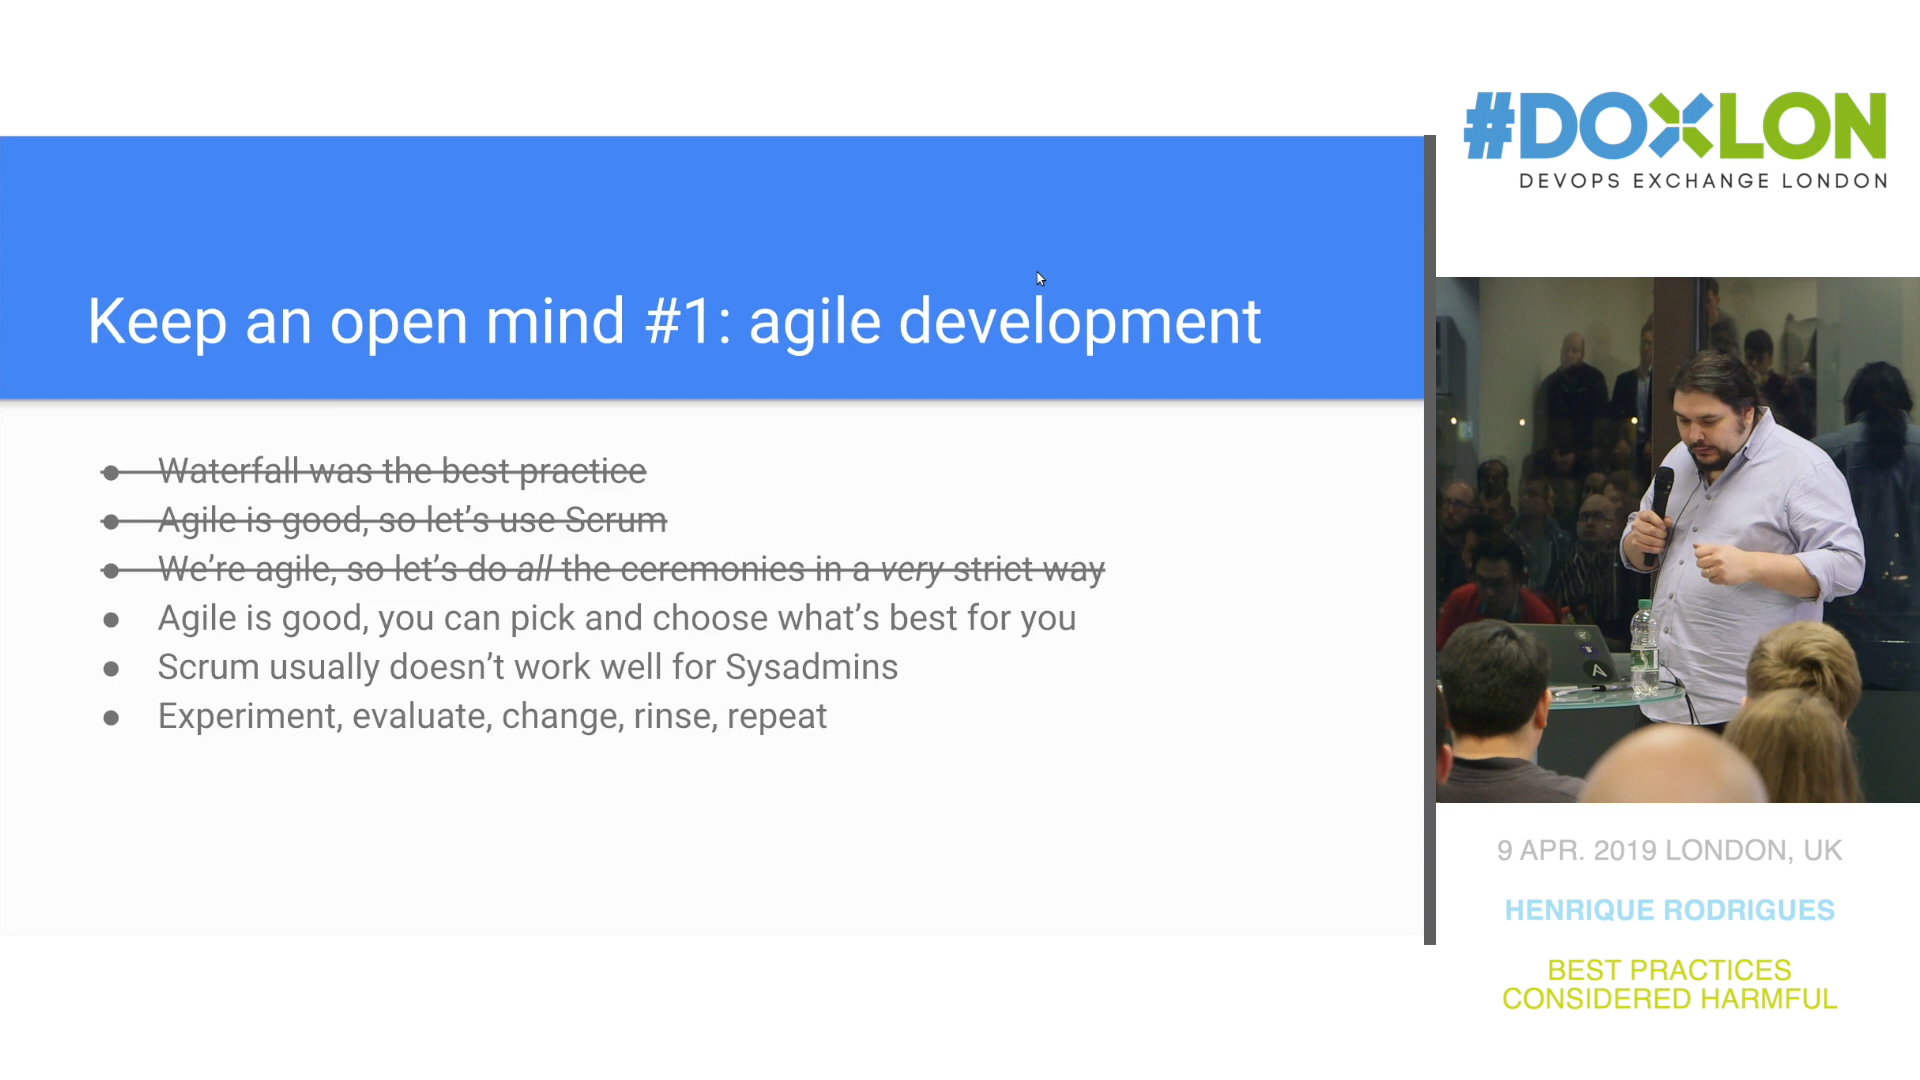 #DOXLON
DEVOPS EXCHANGE LONDON
Keep an open mind #1: agile development
● Waterfall was the best practice
● Agile is good, so let’s use Scrum
● We’re agile, so let’s do all the ceremonies in a very strict way
● Agile is good, you can pick and choose what’s best for you
● Scrum usually doesn’t work well for Sysadmins
● Experiment, evaluate, change, rinse, repeat
9 APR. 2019 LONDON, UK
HENRIQUE RODRIGUES
BEST PRACTICES
CONSIDERED HARMFUL